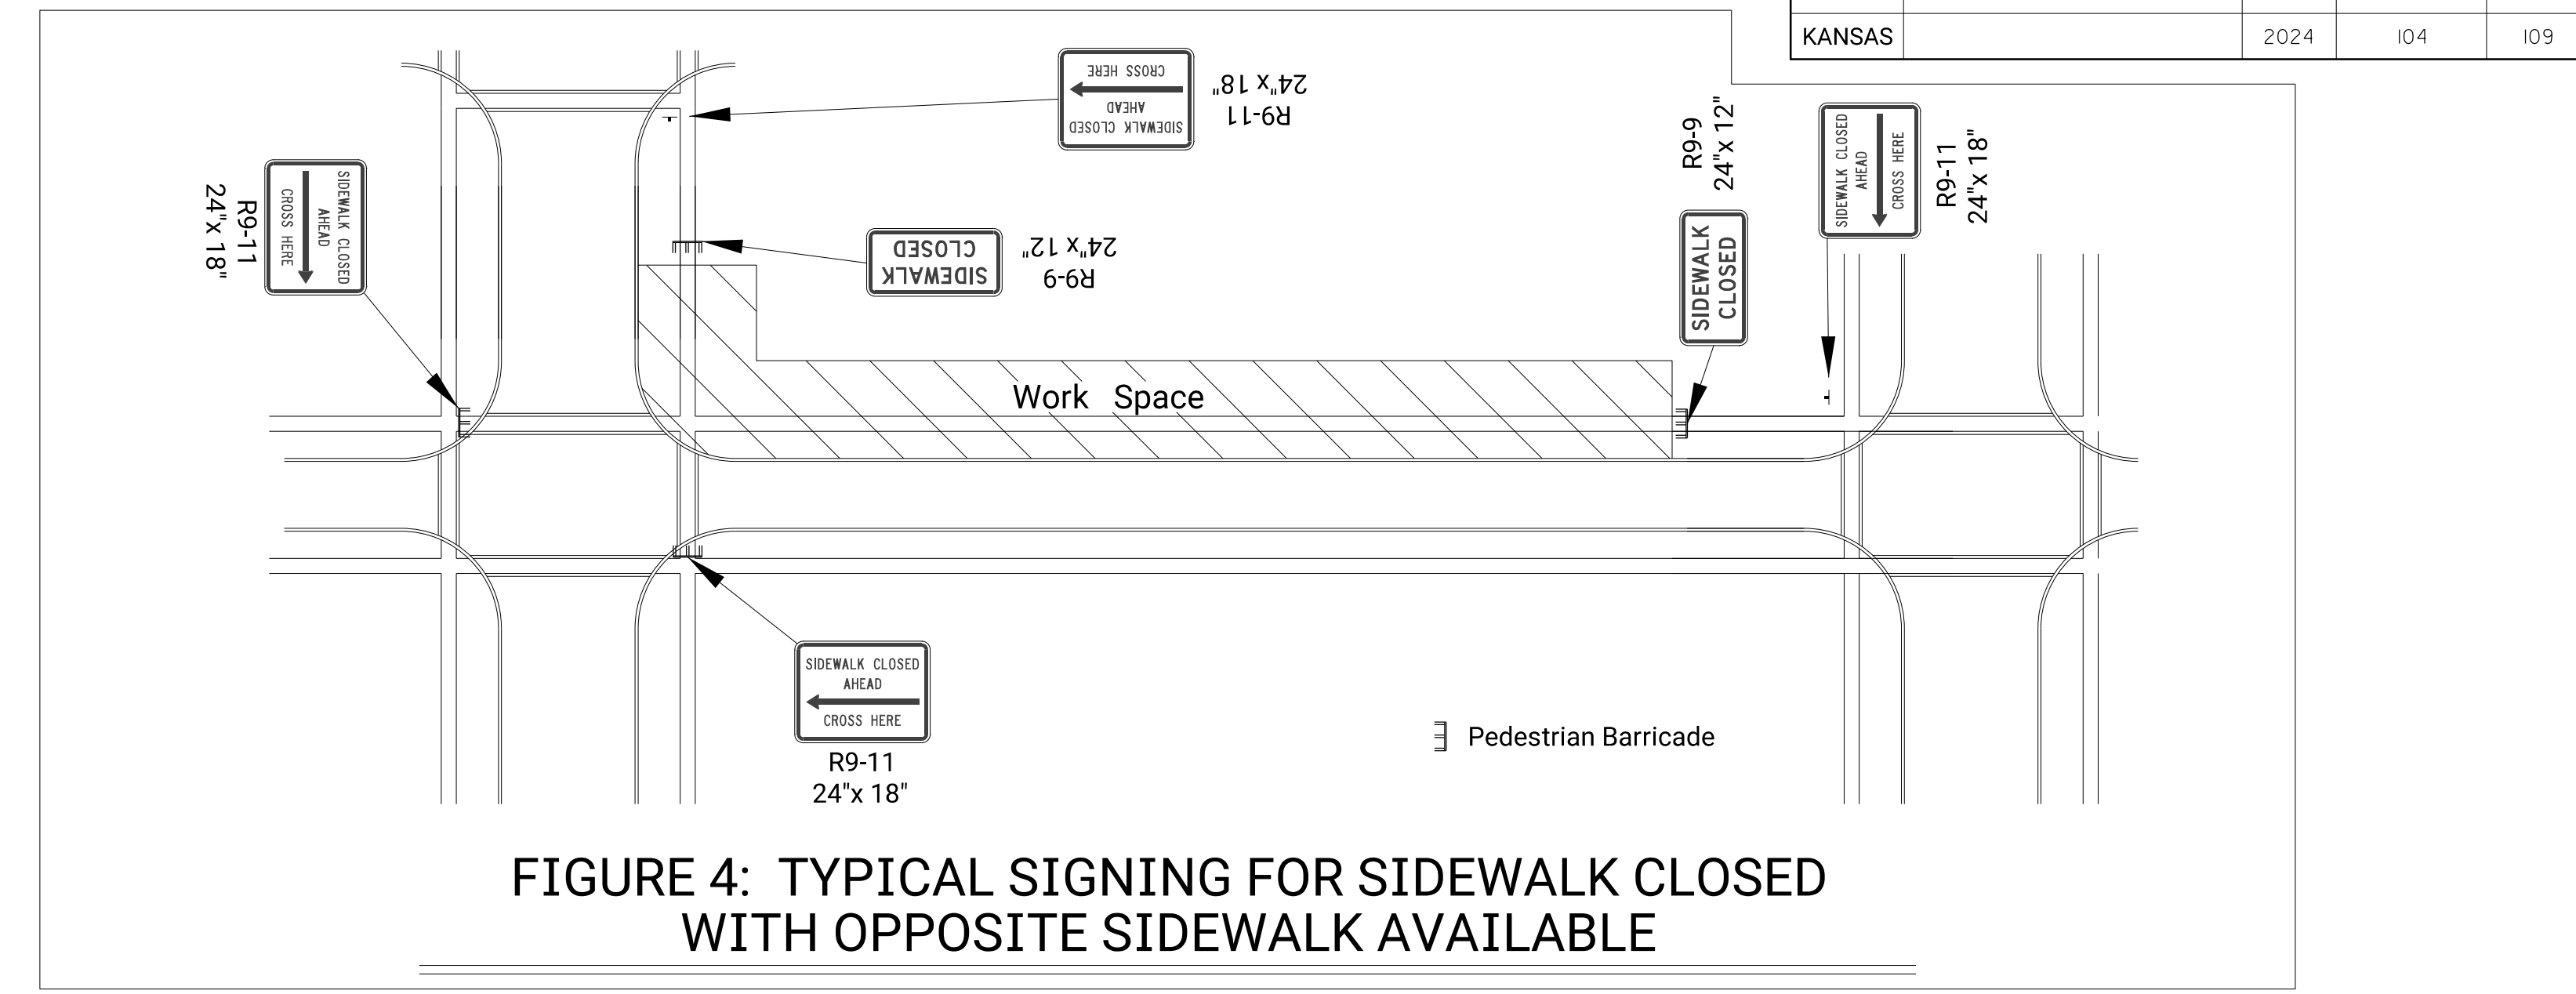 KANSAS 2024 104 109
SIDEWALK CLOSED
AHEAD
CROSS HERE
R9-11
24"x 18"
R9-9
24"x 12"
SIDEWALK CLOSED
AHEAD
CROSS HERE
R9-11
24"x 18"
SIDEWALK CLOSED
AHEAD
CROSS HERE
R9-11
24"x 18"
SIDEWALK
CLOSED
R9-9
24"x 12"
SIDEWALK
CLOSED
Work Space
SIDEWALK CLOSED
AHEAD
CROSS HERE
R9-11
24"x 18"
Pedestrian Barricade
FIGURE 4: TYPICAL SIGNING FOR SIDEWALK CLOSED
WITH OPPOSITE SIDEWALK AVAILABLE